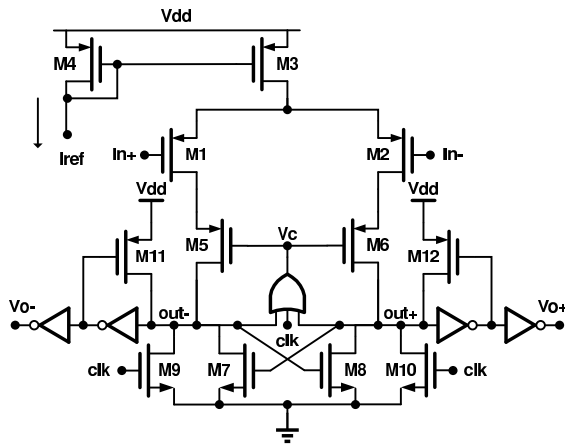 Vdd
M4
M3
Iref
In+
M1
M2
In-
Vdd
Vdd
M11
M5
Vc
M6
M12
Vo-
out-
clk
out+
Vo+
clk
M9
M7
M8
M10
clk